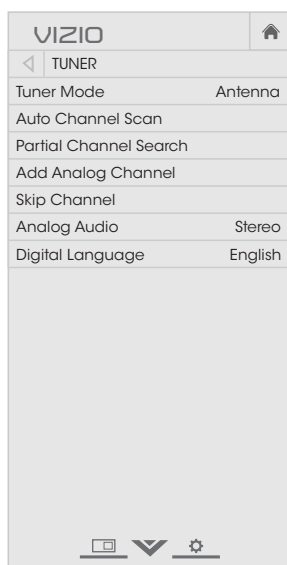 VIZIO
TUNER
Tuner Mode Antenna
Auto Channel Scan
Partial Channel Search
Add Analog Channel
Skip Channel
Analog Audio Stereo
Digital Language English